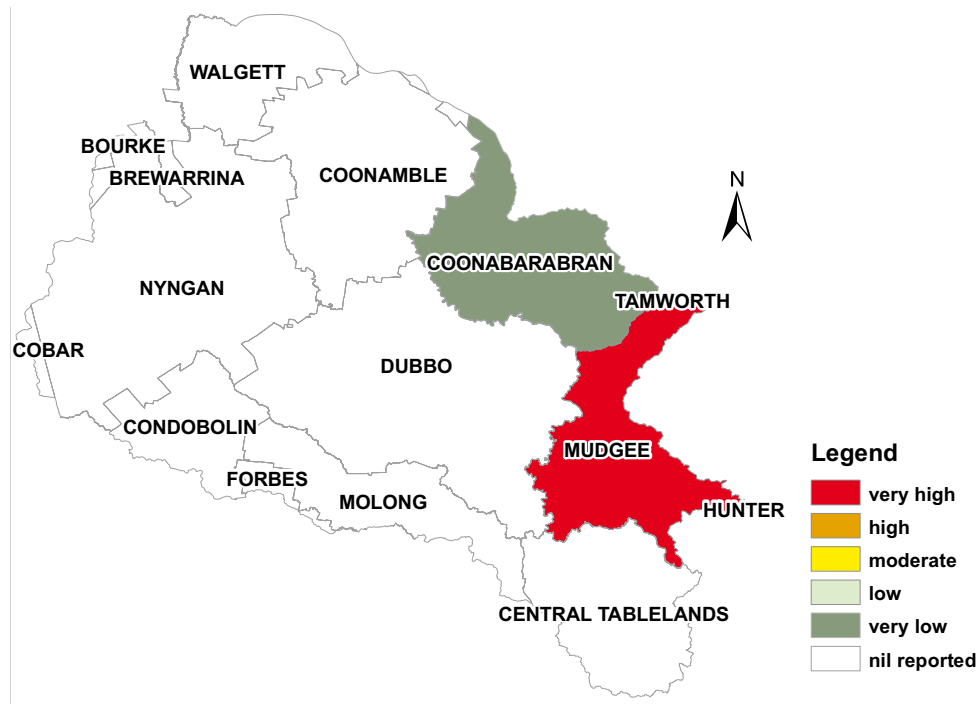 WALGETT
BOURKE
BREWARRINA
COONAMBLE
N
COONABARABRAN
NYNGAN
TAMWORTH
COBAR
DUBBO
CONDOBOLIN
MUDGEE
FORBES
MOLONG
HUNTER
CENTRAL TABLELANDS
Legend
very high
high
moderate
low
very low
nil reported